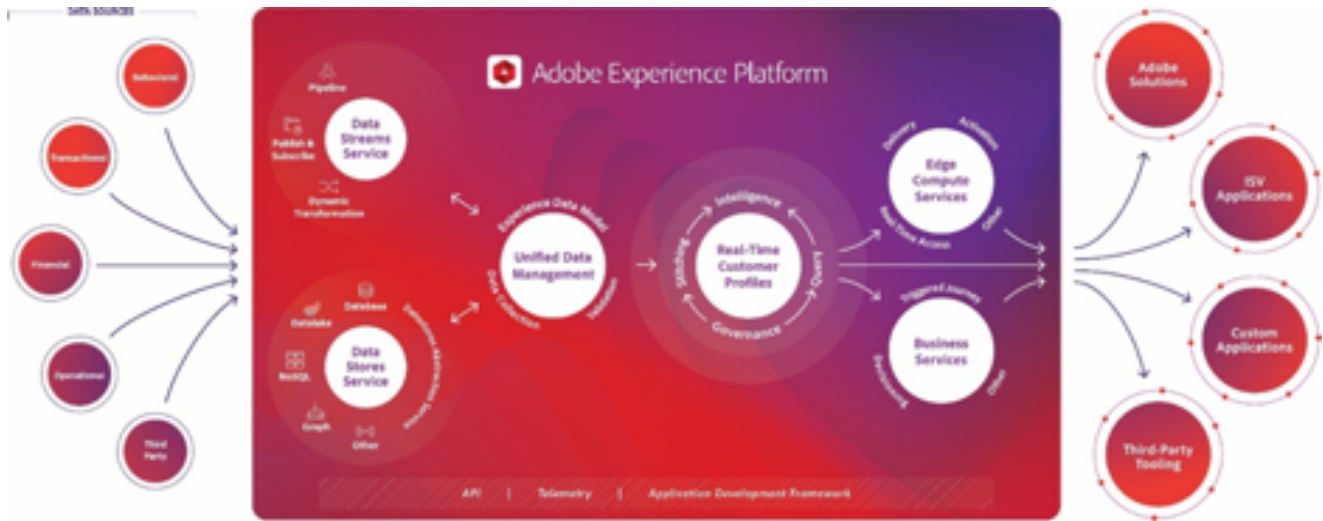 DATA SOURCES
Behavioral
Transactional
Financial
Operational
Third
Party
Adobe Experience Platform
Pipeline
Publish &
Subscribe
Dynamic
Transformation
Data
Streams
Service
Datalake
Database
NoSQL
Graph
Other
Data
Stores
Service
Experience Data Model
Data Collection
Validation
Unified Data
Management
Intelligence
Stitching
Query
Governance
Real-Time
Customer
Profiles
Delivery
Activation
Real-Time Access
Other
Edge
Compute
Services
Triggered Journey
Other
Business
Services
API | Telemetry | Application Development Framework
Adobe
Solutions
ISV
Applications
Custom
Applications
Third-Party
Tooling